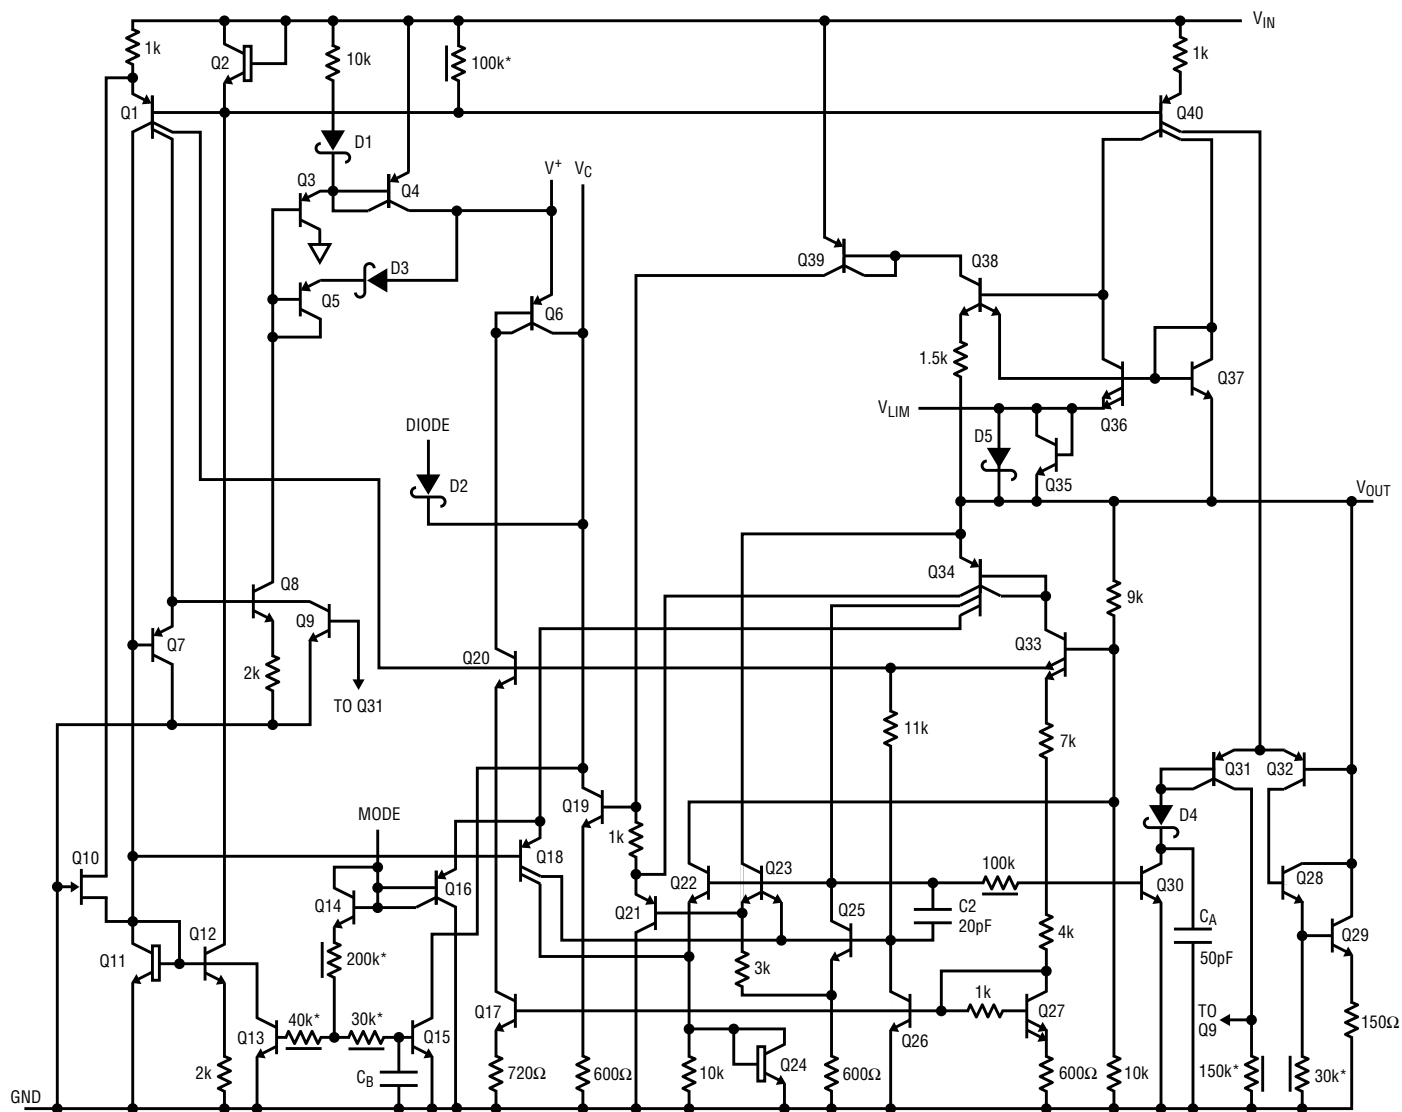 V_IN
1k
Q2
10k
100k*
1k
Q1
Q40
D1
Q3
Q4
V+
V_C
Q39
Q38
D3
Q5
Q6
1.5k
Q37
V_LIM
Q36
DIODE
D5
D2
Q35
V_OUT
Q8
Q34
9k
Q9
Q7
Q33
Q20
2k
TO Q31
11k
7k
Q31
Q32
MODE
Q19
D4
1k
Q18
Q10
Q16
Q22
Q23
100k
Q30
Q28
Q14
Q21
C2
20pF
C_A
Q25
Q12
Q29
200k*
4k
Q11
3k
50pF
Q17
1k
Q27
TO
Q9
150Ω
40k*
30k*
Q13
Q15
Q26
Q24
C_B
2k
720Ω
600Ω
10k
600Ω
600Ω
10k
150k*
30k*
GND